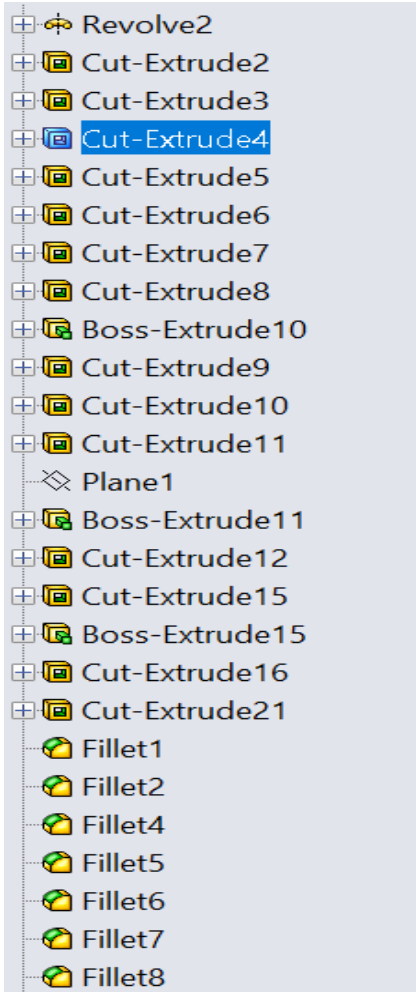 Revolve2
Cut-Extrude2
Cut-Extrude3
Cut-Extrude4
Cut-Extrude5
Cut-Extrude6
Cut-Extrude7
Cut-Extrude8
Boss-Extrude10
Cut-Extrude9
Cut-Extrude10
Cut-Extrude11
Plane1
Boss-Extrude11
Cut-Extrude12
Cut-Extrude15
Boss-Extrude15
Cut-Extrude16
Cut-Extrude21
Fillet1
Fillet2
Fillet4
Fillet5
Fillet6
Fillet7
Fillet8